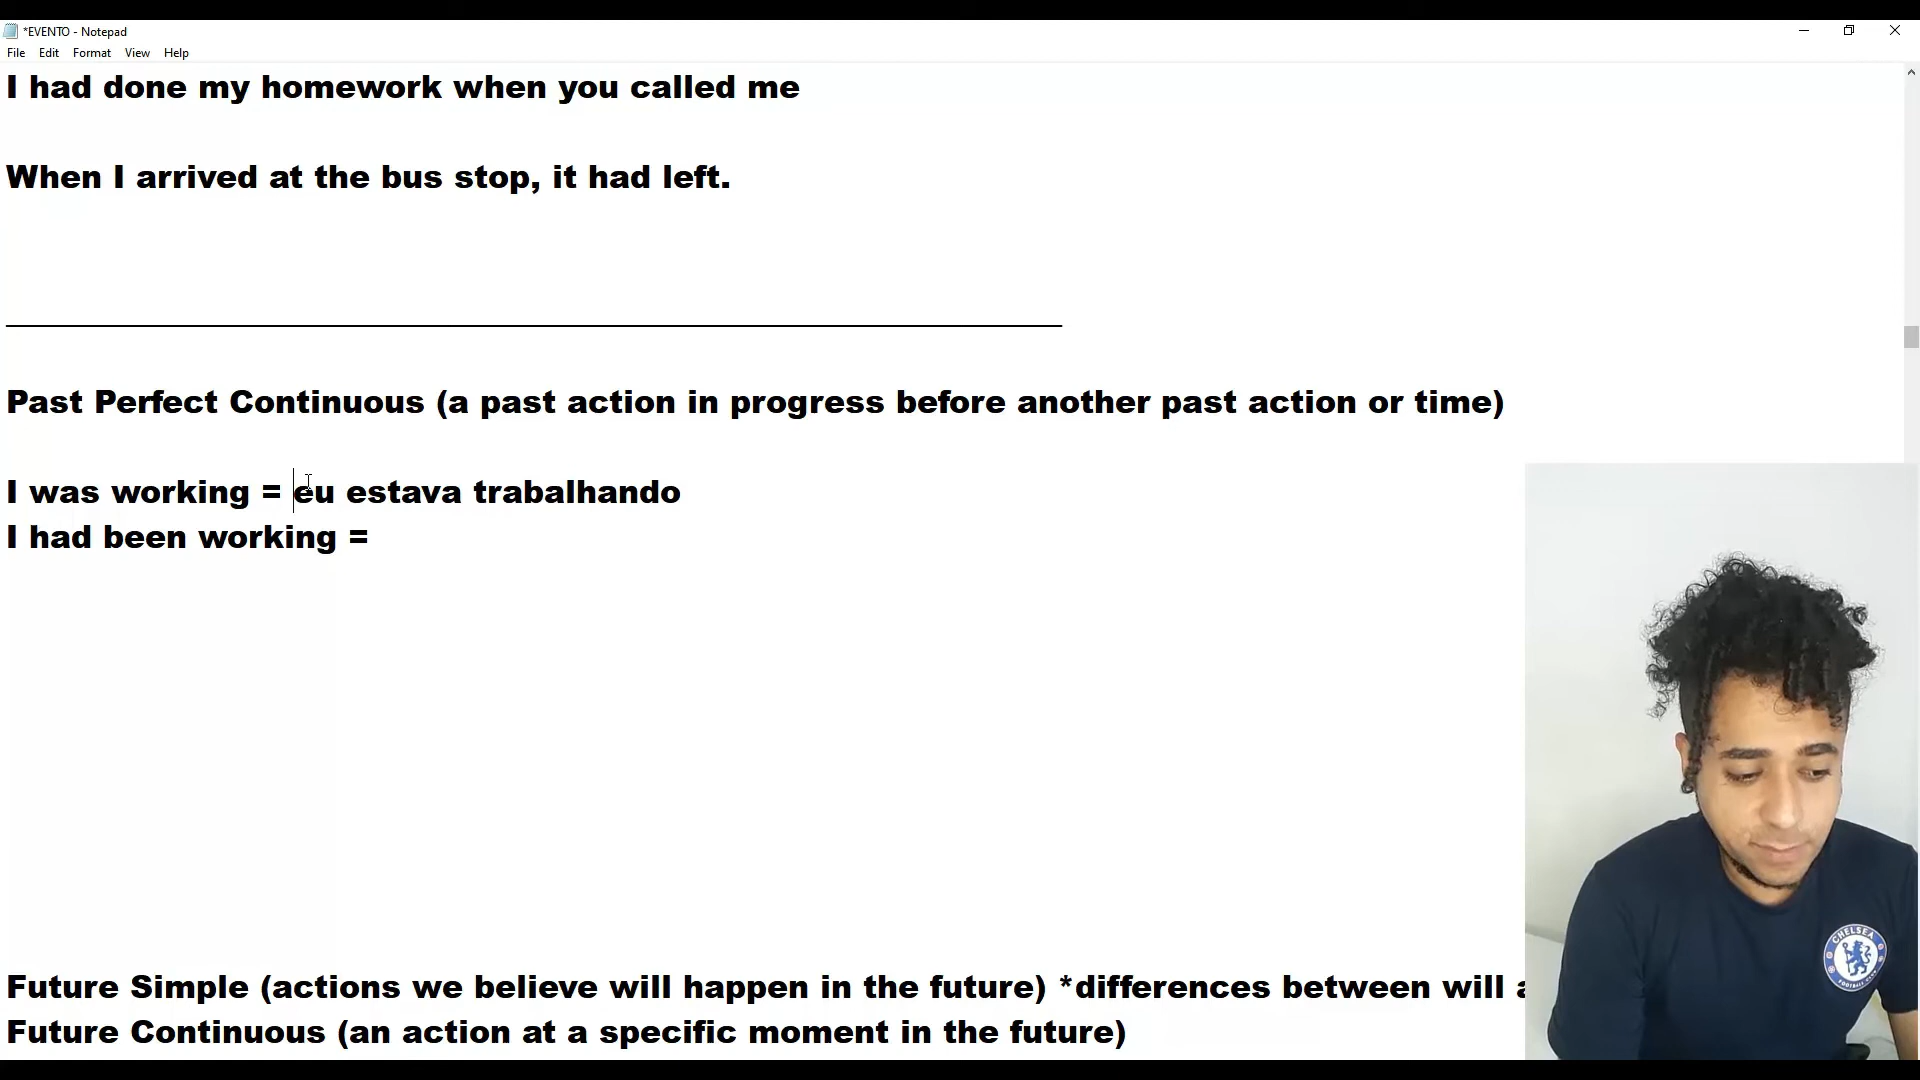 *EVENTO - Notepad
File Edit Format View Help
I had done my homework when you called me
When I arrived at the bus stop, it had left.
Past Perfect Continuous (a past action in progress before another past action or time)
I was working = eu estava trabalhando
I had been working =
Future Simple (actions we believe will happen in the future) *differences between will
Future Continuous (an action at a specific moment in the future)
CHELSEA
FOOTBALL